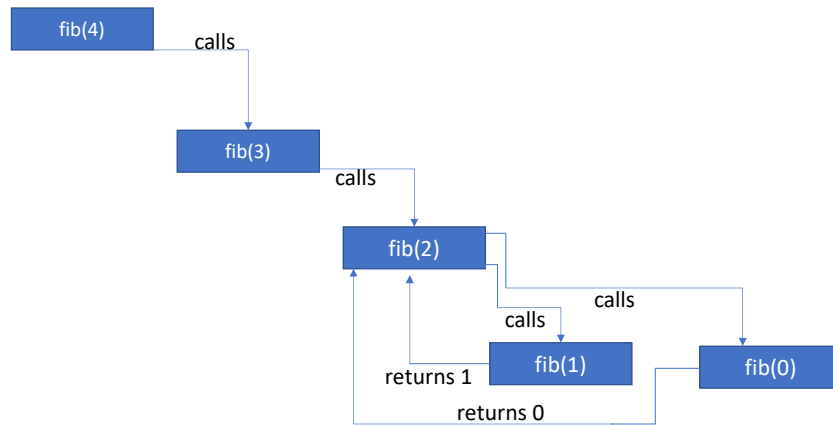 fib(4)
calls
fib(3)
calls
fib(2)
calls
calls
fib(1)
fib(0)
returns 1
returns 0